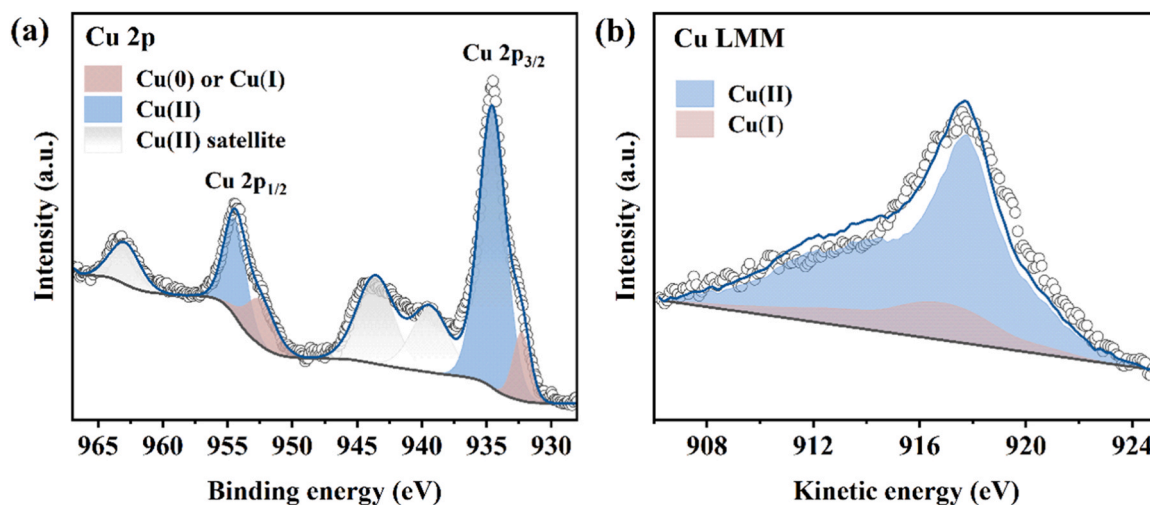 (a)
Cu 2p
Cu(0) or Cu(I)
Cu(II)
Cu(II) satellite
Cu 2p3/2
Cu 2p1/2
Intensity (a.u.)
965 960 955 950 945 940 935 930
Binding energy (eV)
(b)
Cu LMM
Cu(II)
Cu(I)
Intensity (a.u.)
908 912 916 920 924
Kinetic energy (eV)